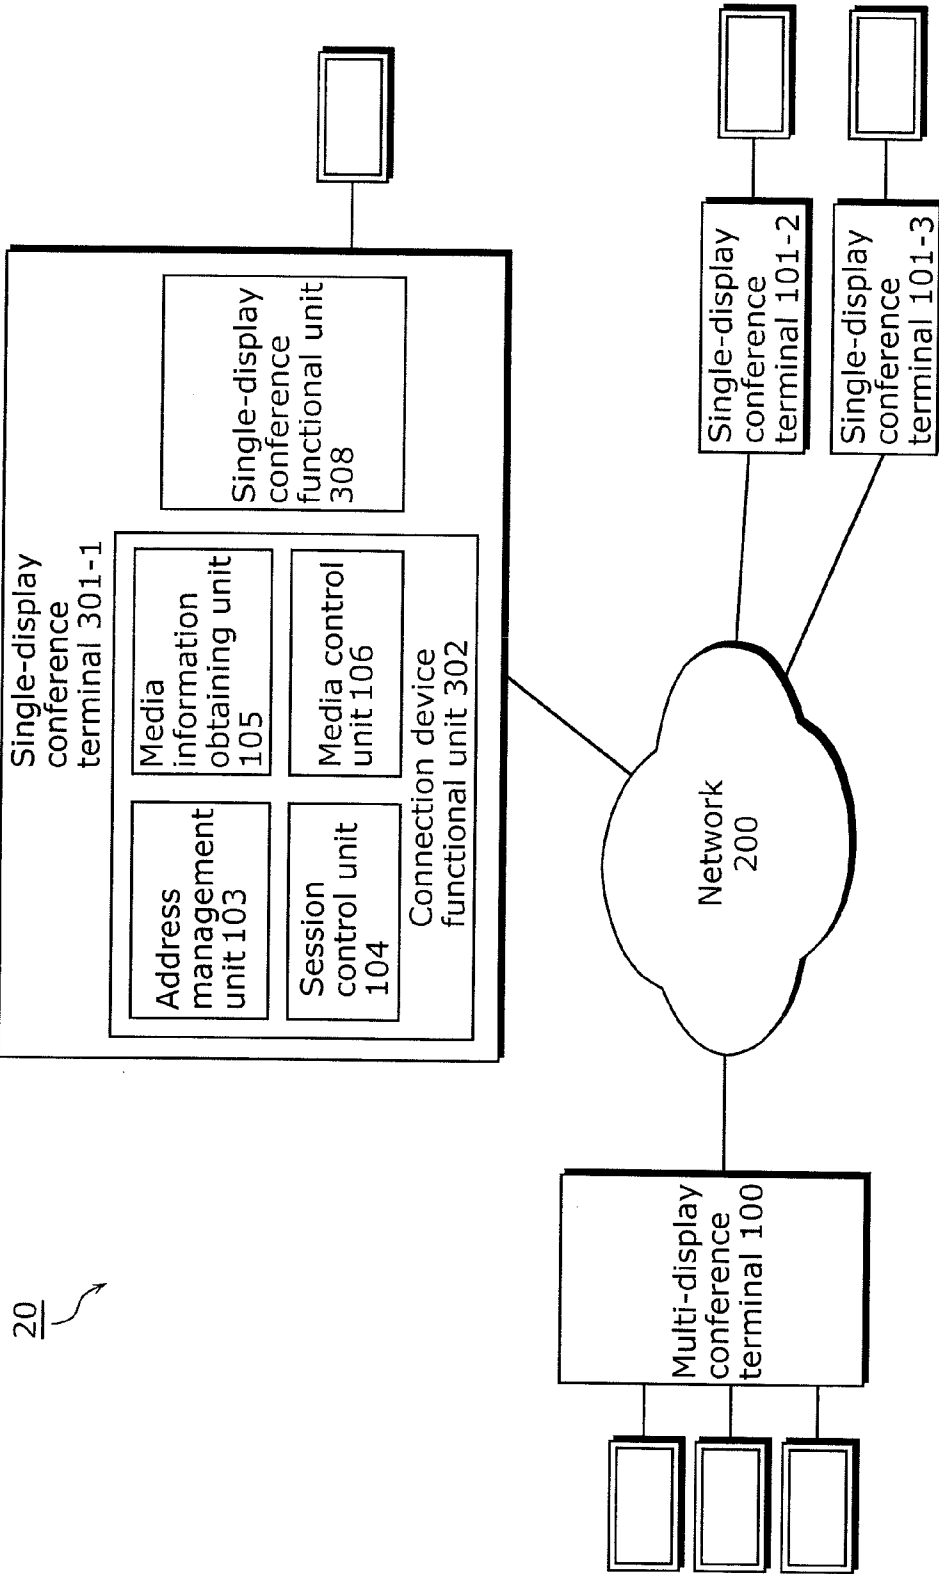 20
Single-display
conference
terminal 301-1
Address
management
unit 103
Media
information
obtaining unit
105
Session
control unit
104
Media control
unit 106
Connection device
functional unit 302
Single-display
conference
functional unit
308
Multi-display
conference
terminal 100
Network
200
Single-display
conference
terminal 101-2
Single-display
conference
terminal 101-3